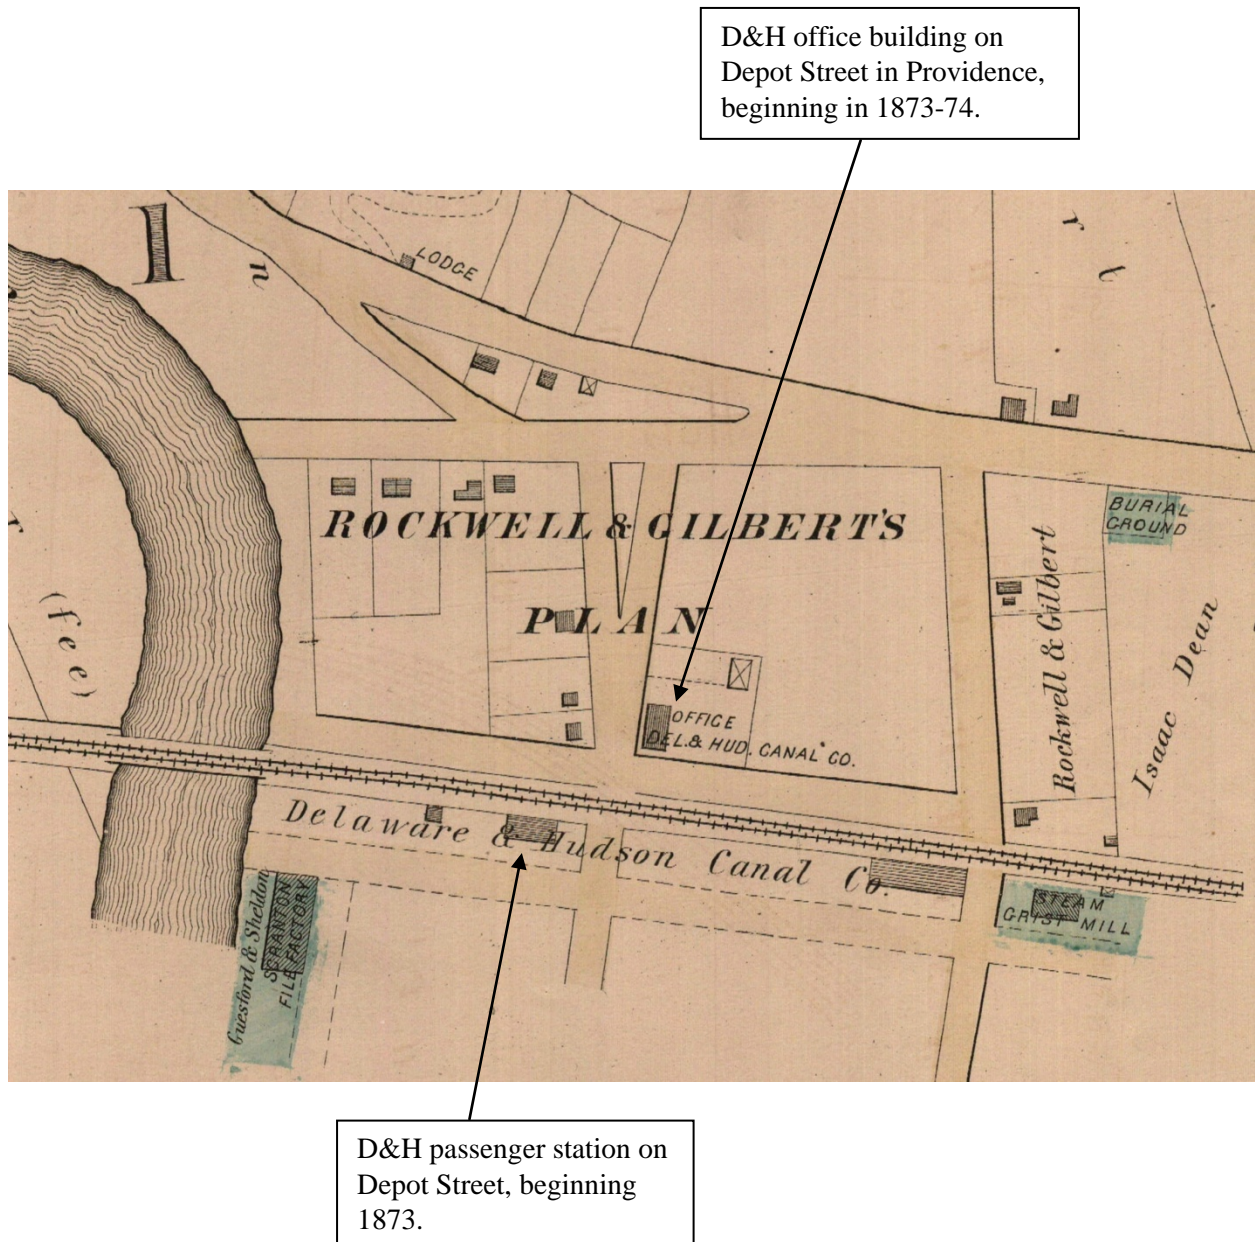 D&H office building on
Depot Street in Providence,
beginning in 1873-74.
l
n
r
t
LODGE
BURIAL
GROUND
ROCKWELL & GILBERT'S
PLAN
r
(fee)
Rockwell & Gilbert
Isaac Dean
OFFICE
DEL. & HUD. CANAL CO.
Delaware & Hudson Canal Co.
STEAM
GRIST MILL
Guesford & Sheldon
SCRANTON
FILE FACTORY
D&H passenger station on
Depot Street, beginning
1873.